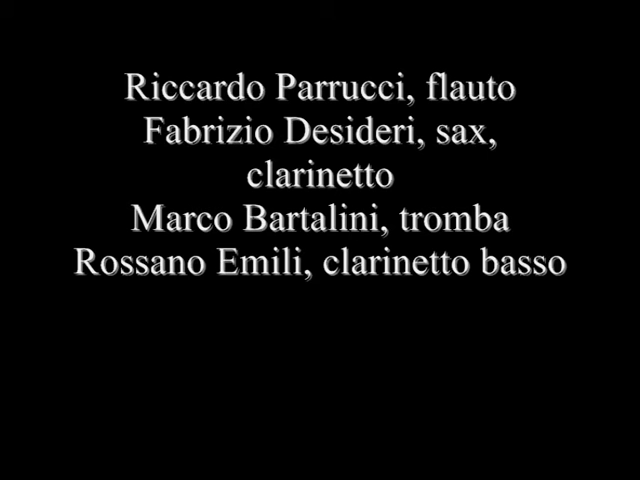 Riccardo Parrucci, flauto
Fabrizio Desideri, sax,
clarinetto
Marco Bartalini, tromba
Rossano Emili, clarinetto basso